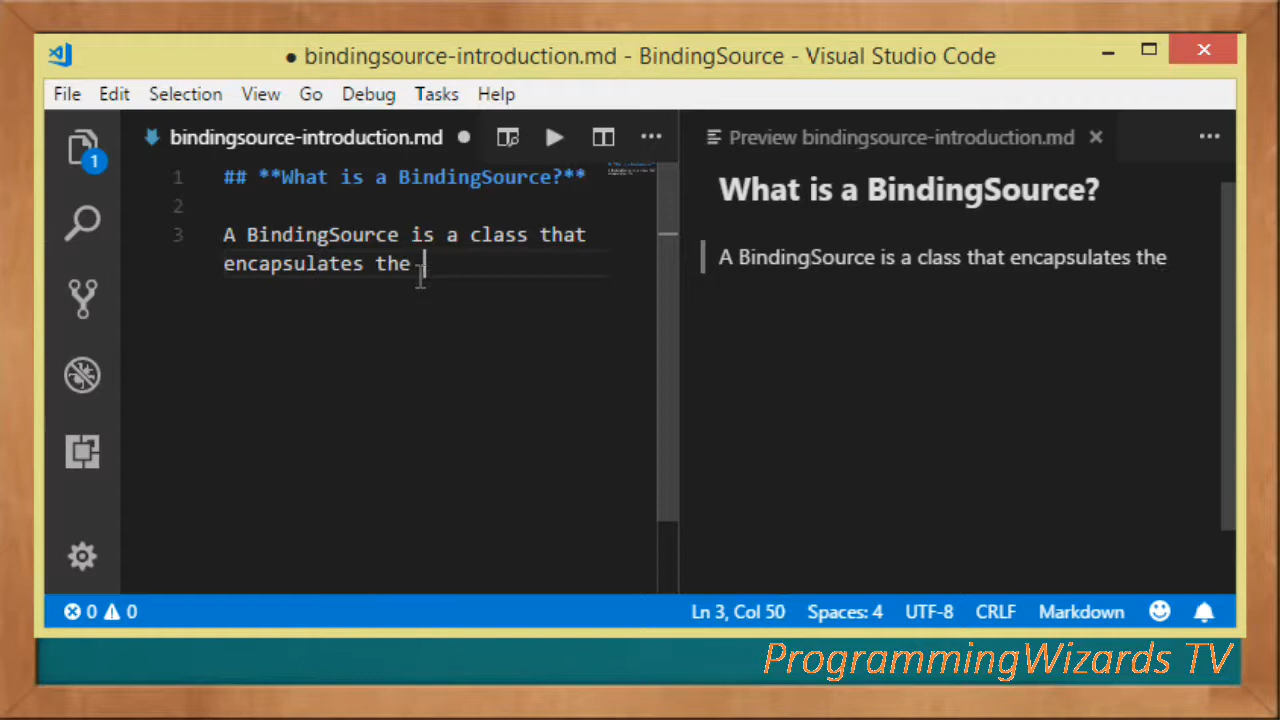 ● bindingsource-introduction.md - BindingSource - Visual Studio Code
File Edit Selection View Go Debug Tasks Help
bindingsource-introduction.md ●
Preview bindingsource-introduction.md
1
1 ## **What is a BindingSource?**
2
3 A BindingSource is a class that
encapsulates the
What is a BindingSource?
A BindingSource is a class that encapsulates the
0 0 Ln 3, Col 50 Spaces: 4 UTF-8 CRLF Markdown
ProgrammingWizards TV